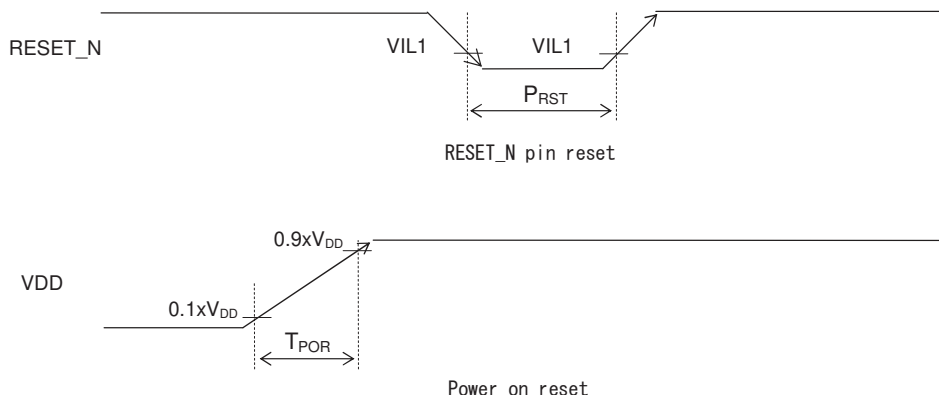 RESET_N
VIL1
VIL1
PRST
RESET_N pin reset
0.9xVDD
VDD
0.1xVDD
TPOR
Power on reset